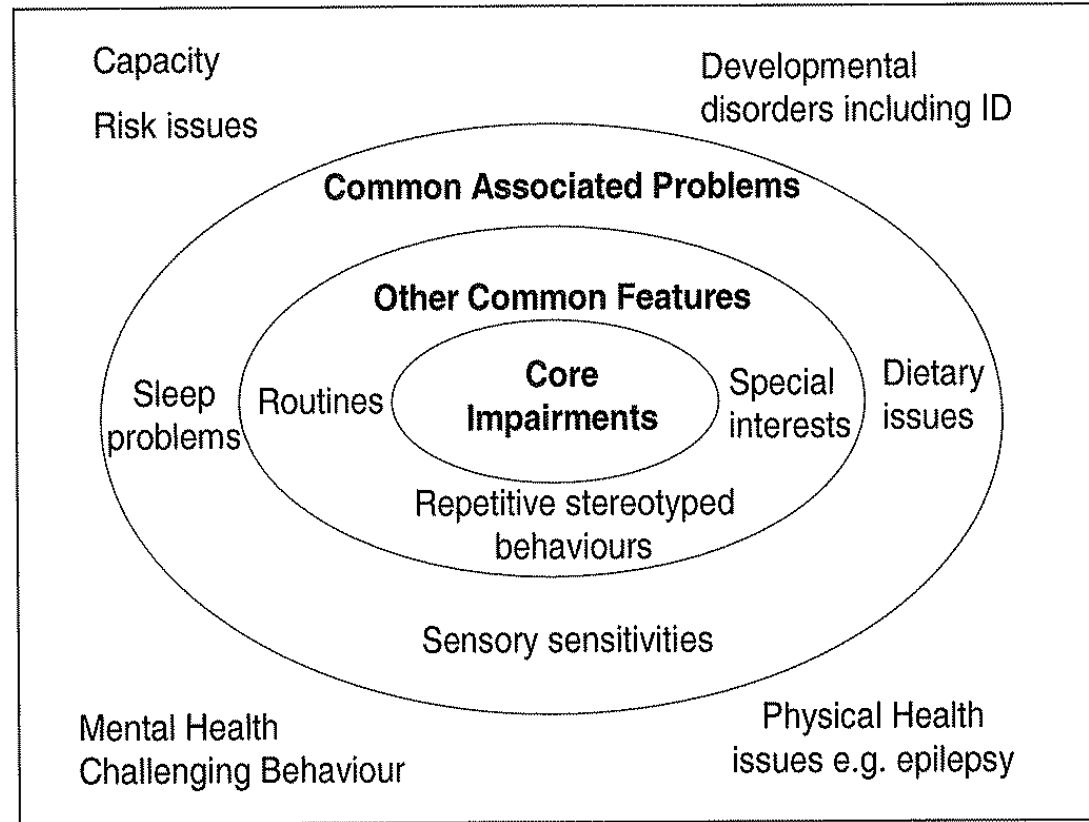 Capacity
Risk issues
Developmental
disorders including ID
Common Associated Problems
Other Common Features
Core
Impairments
Sleep
problems
Routines
Special
interests
Dietary
issues
Repetitive stereotyped
behaviours
Sensory sensitivities
Mental Health
Challenging Behaviour
Physical Health
issues e.g. epilepsy